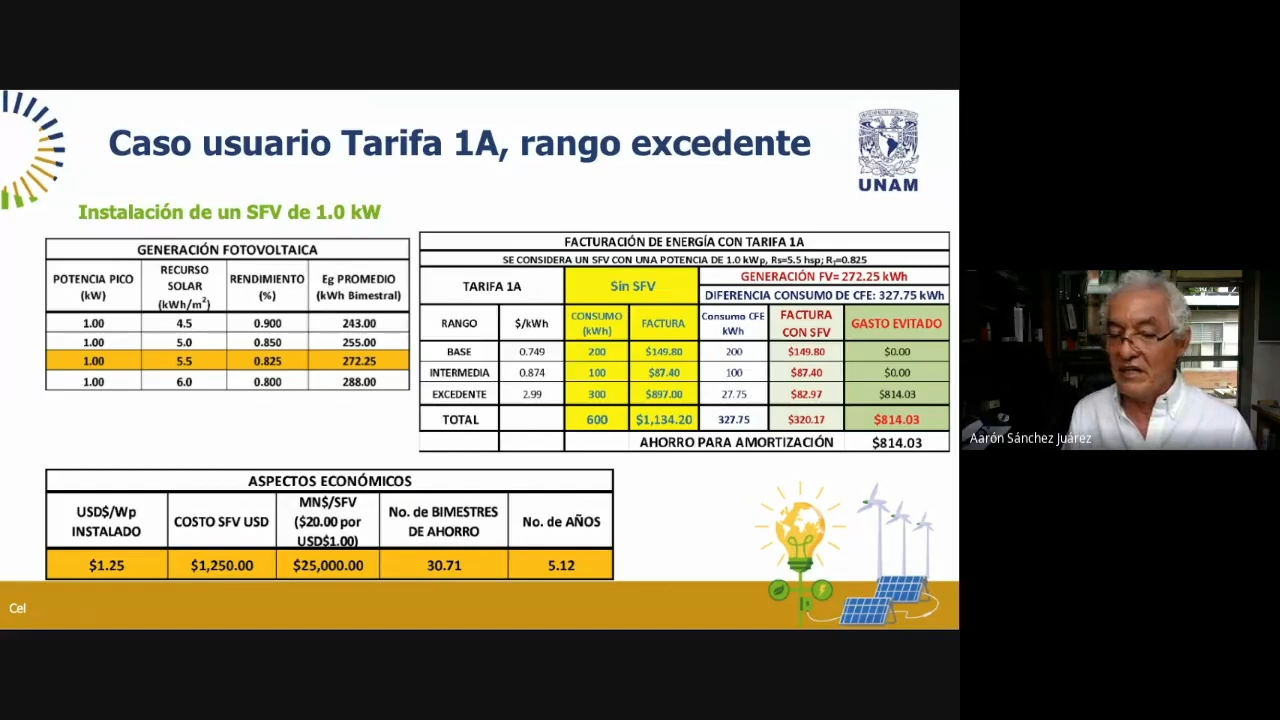 Caso usuario Tarifa 1A, rango excedente
UNAM
Instalación de un SFV de 1.0 kW
GENERACIÓN FOTOVOLTAICA
POTENCIA PICO (kW) RECURSO SOLAR (kWh/m²) RENDIMIENTO (%) Eg PROMEDIO (kWh Bimestral)
1.00 4.5 0.900 243.00
1.00 5.0 0.850 255.00
1.00 5.5 0.825 272.25
1.00 6.0 0.800 288.00
FACTURACIÓN DE ENERGÍA CON TARIFA 1A
SE CONSIDERA UN SFV CON UNA POTENCIA DE 1.0 kWp, Rs=5.5 hsp; RT=0.825
TARIFA 1A Sin SFV GENERACIÓN FV= 272.25 kWh
DIFERENCIA CONSUMO DE CFE: 327.75 kWh
RANGO $/kWh CONSUMO (kWh) FACTURA Consumo CFE kWh FACTURA CON SFV GASTO EVITADO
BASE 0.749 200 $149.80 200 $149.80 $0.00
INTERMEDIA 0.874 100 $87.40 100 $87.40 $0.00
EXCEDENTE 2.99 300 $897.00 27.75 $82.97 $814.03
TOTAL 600 $1,134.20 327.75 $320.17 $814.03
AHORRO PARA AMORTIZACIÓN $814.03
ASPECTOS ECONÓMICOS
USD$/Wp INSTALADO COSTO SFV USD MN$/SFV ($20.00 por USD$1.00) No. de BIMESTRES DE AHORRO No. de AÑOS
$1.25 $1,250.00 $25,000.00 30.71 5.12
Cel
Aarón Sánchez Juárez